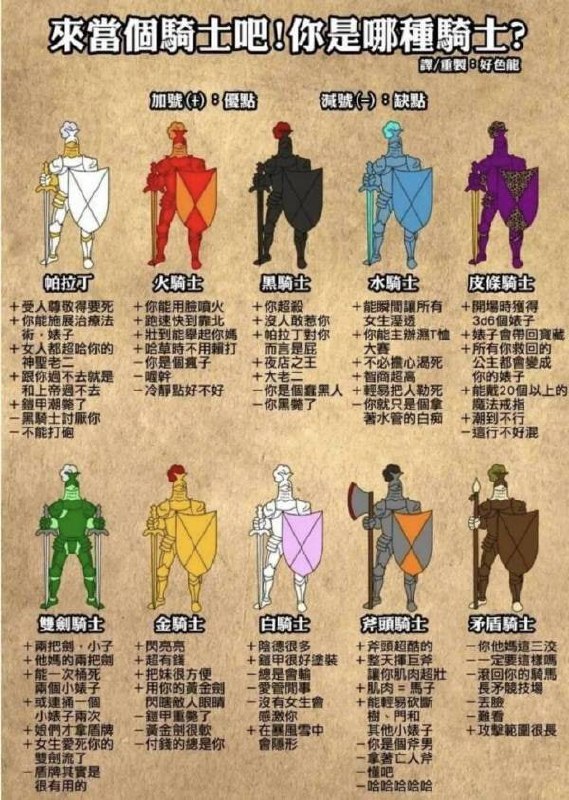 來當個騎士吧!你是哪種騎士?
譯/重製：好色龍
加號(+)：優點
減號(-)：缺點
帕拉丁
+受人尊敬得要死
+你能施展治療法
術，婊子
+女人都超哈你的
神聖老二
+跟你過不去就是
和上帝過不去
+鎧甲潮斃了
-黑騎士討厭你
-不能打砲
火騎士
+你能用臉噴火
+跑速快到靠北
+壯到能舉起你媽
+哈草時不用賴打
-你是個瘋子
-喔幹
-冷靜點好不好
黑騎士
+你超殺
+沒人敢惹你
+帕拉丁對你
而言是屁
+夜店之王
+大老二
-你是個蠢黑人
-你黑斃了
水騎士
+能瞬間讓所有
女生溼透
+你能主辦濕T恤
大賽
+不必擔心渴死
+智商超高
+輕易把人勒死
-你就只是個拿
著水管的白痴
皮條騎士
+開場時獲得
3d6個婊子
+婊子會帶回寶藏
+所有你救回的
公主都會變成
你的婊子
+能戴20個以上的
魔法戒指
+潮到不行
-這行不好混
雙劍騎士
+兩把劍，小子
+他媽的兩把劍
+能一次桶死
兩個小婊子
+或連捅一個
小婊子兩次
+娘們才拿盾牌
+女生愛死你的
雙劍流了
-盾牌其實是
很有用的
金騎士
+閃亮亮
+超有錢
+把妹很方便
+用你的黃金劍
閃瞎敵人眼睛
-鎧甲重斃了
-黃金劍很軟
-付錢的總是你
白騎士
+陰德很多
+鎧甲很好塗裝
-總是會輸
-愛管閒事
-沒有女生會
感激你
+在暴風雪中
會隱形
斧頭騎士
+斧頭超酷的
+整天揮巨斧
讓你肌肉超壯
+肌肉=馬子
+能輕易砍斷
樹、門和
其他小婊子
-你是個斧男
-拿著亡人斧
-懂吧
-哈哈哈哈哈
矛盾騎士
-你他媽這三洨
-一定要這樣嗎
-滾回你的騎馬
長矛競技場
-丟臉
-難看
+攻擊範圍很長